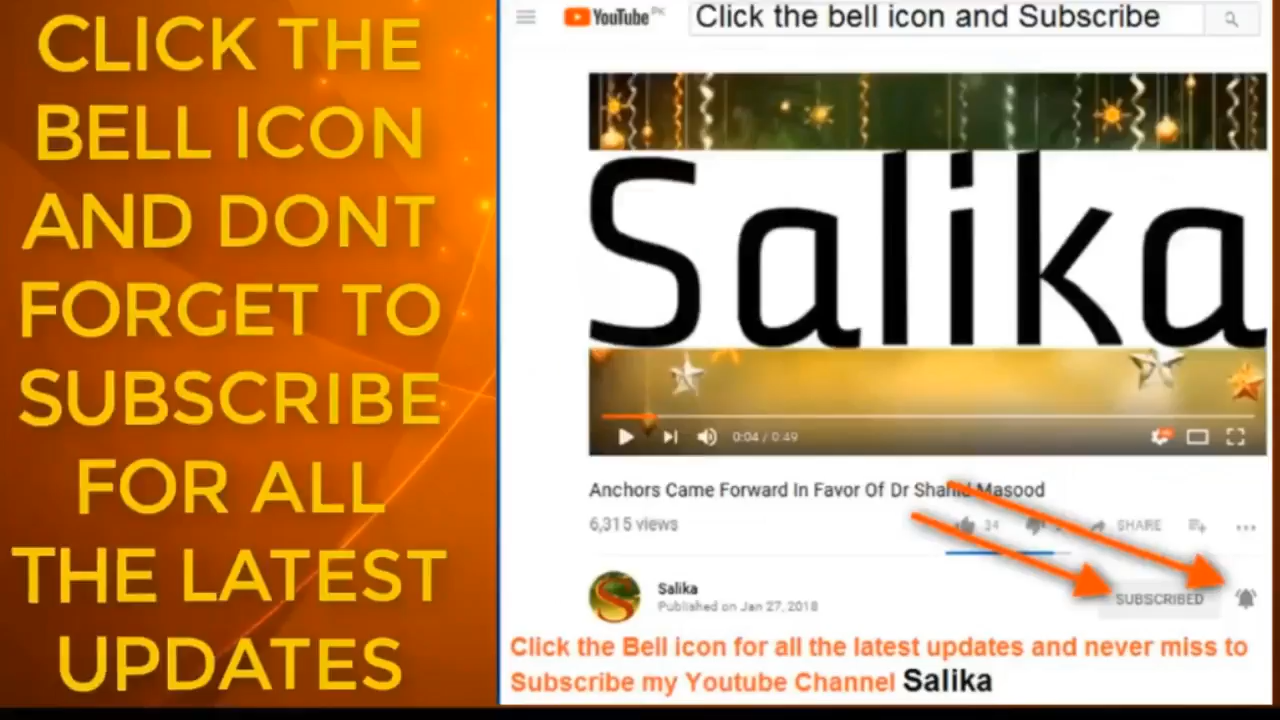 CLICK THE
BELL ICON
AND DONT
FORGET TO
SUBSCRIBE
FOR ALL
THE LATEST
UPDATES
YouTube PK
Click the bell icon and Subscribe
Salika
0:04 / 0:49
Anchors Came Forward In Favor Of Dr Shahid Masood
6,315 views
34
SHARE
Salika
Published on Jan 27, 2018
SUBSCRIBED
Click the Bell icon for all the latest updates and never miss to
Subscribe my Youtube Channel Salika